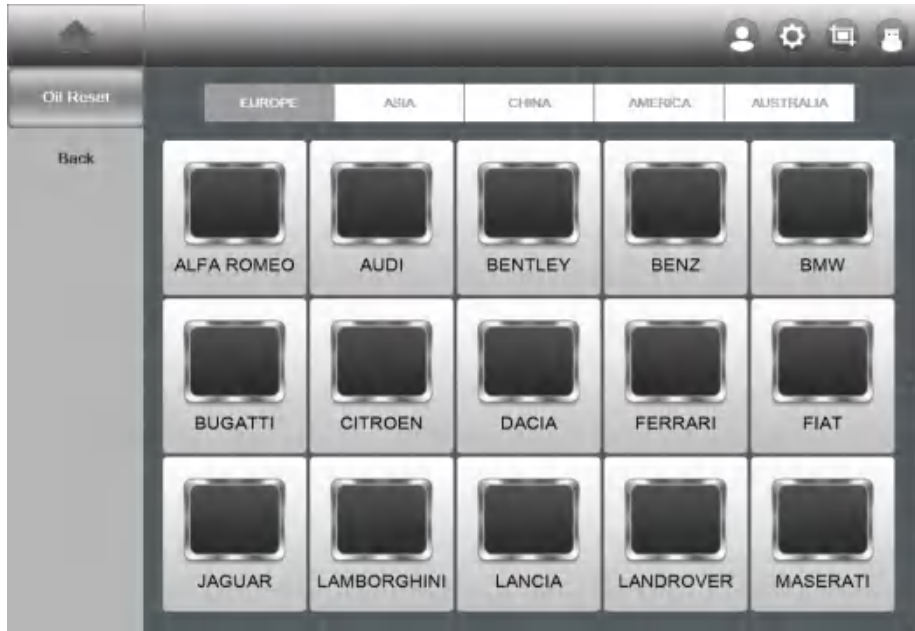 Oil Reset
EUROPE ASIA CHINA AMERICA AUSTRALIA
Back
ALFA ROMEO AUDI BENTLEY BENZ BMW
BUGATTI CITROEN DACIA FERRARI FIAT
JAGUAR LAMBORGHINI LANCIA LANDROVER MASERATI